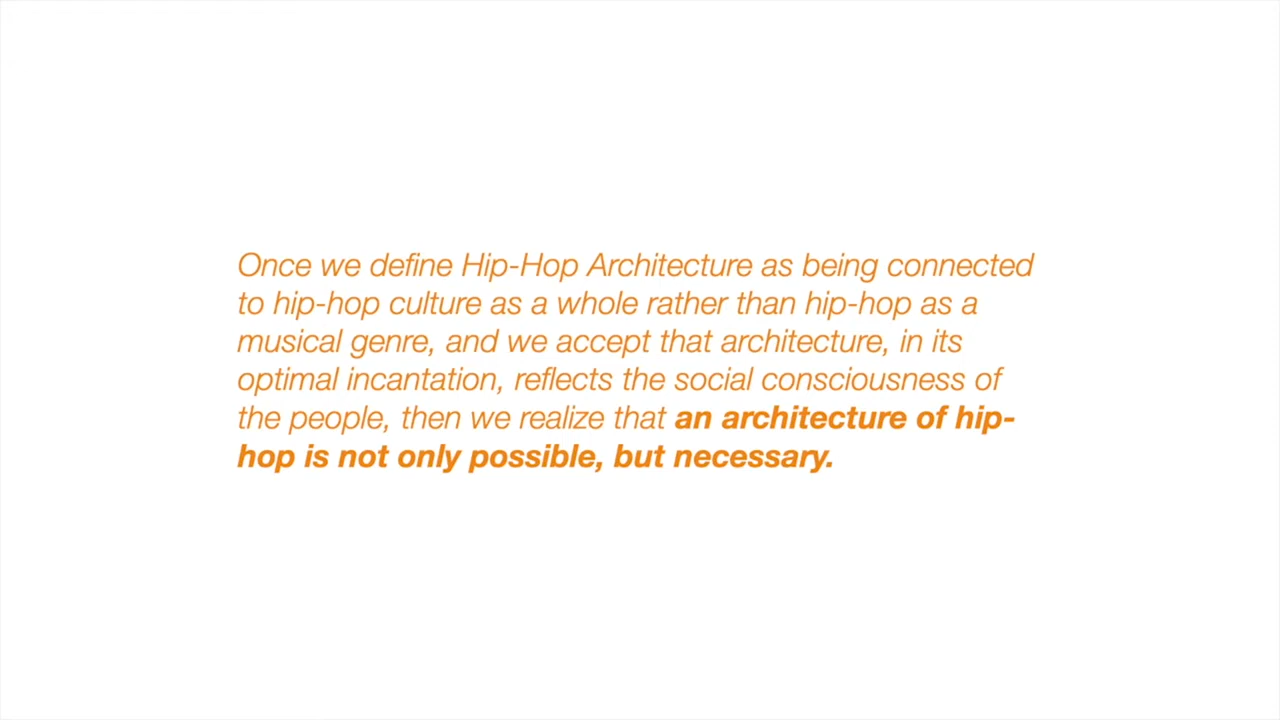 Once we define Hip-Hop Architecture as being connected
to hip-hop culture as a whole rather than hip-hop as a
musical genre, and we accept that architecture, in its
optimal incantation, reflects the social consciousness of
the people, then we realize that an architecture of hip-
hop is not only possible, but necessary.